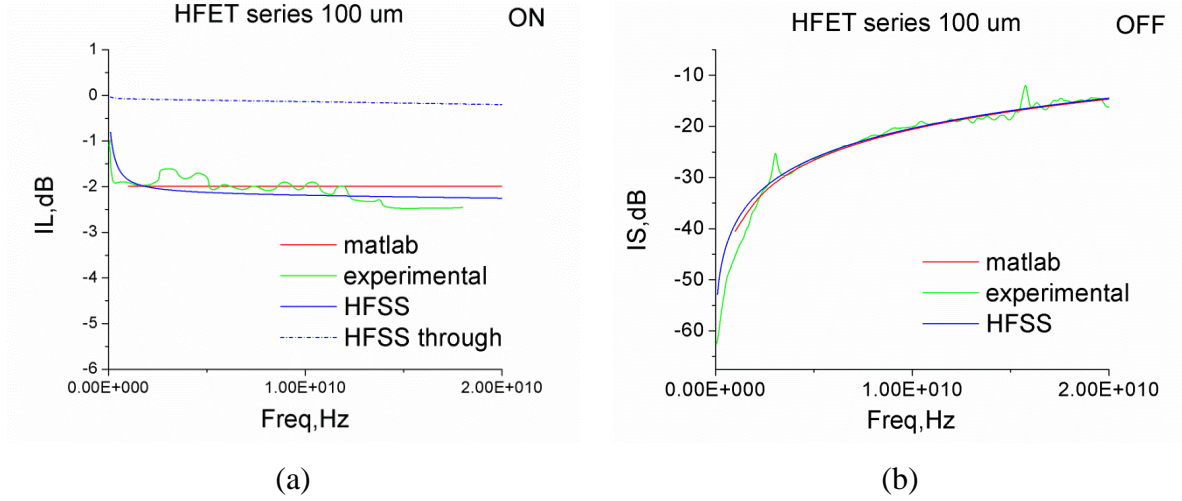 HFET series 100 um
ON
1
0
-1
-2
-3
-4
-5
-6
IL,dB
matlab
experimental
HFSS
HFSS through
0.00E+000
1.00E+010
2.00E+010
Freq,Hz
(a)
HFET series 100 um
OFF
-10
-20
-30
-40
-50
-60
IS,dB
matlab
experimental
HFSS
0.00E+000
1.00E+010
2.00E+010
Freq,Hz
(b)